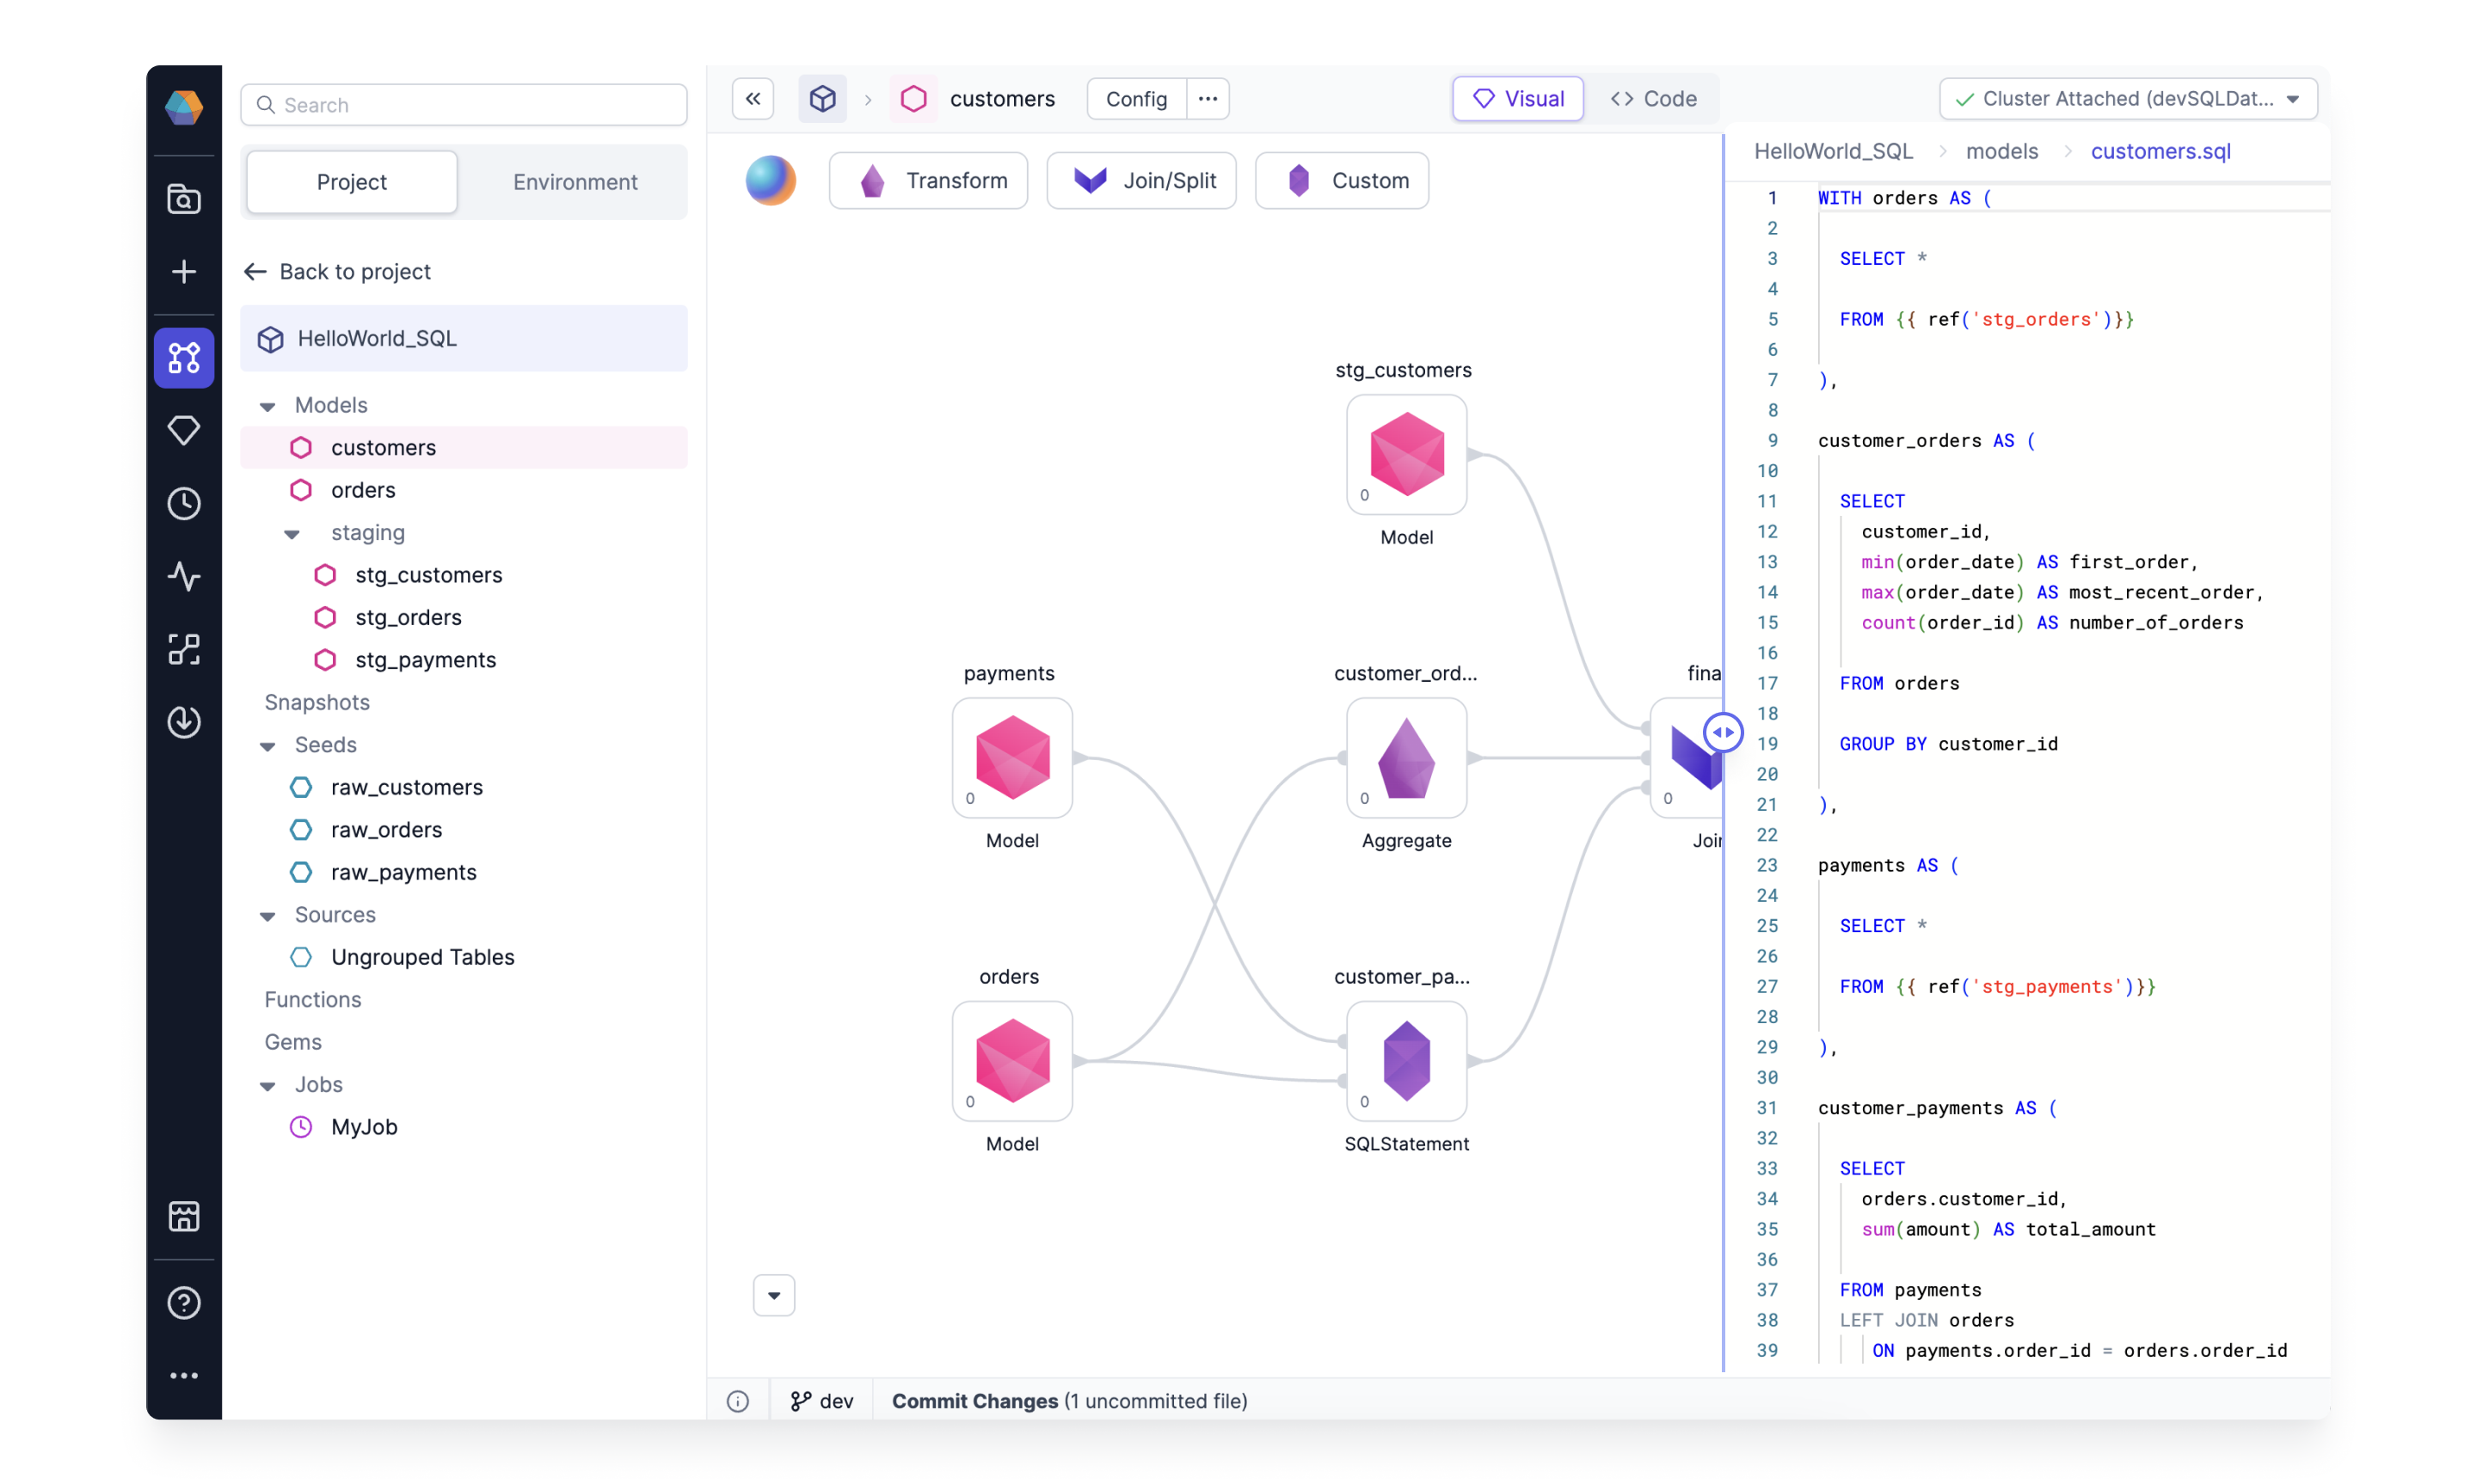 Search
Project
Environment
Back to project
HelloWorld_SQL
Models
customers
orders
staging
stg_customers
stg_orders
stg_payments
Snapshots
Seeds
raw_customers
raw_orders
raw_payments
Sources
Ungrouped Tables
Functions
Gems
Jobs
MyJob
customers
Config
Visual
<> Code
Cluster Attached (devSQLDat...
Transform
Join/Split
Custom
stg_customers
0
Model
payments
0
Model
customer_ord...
0
Aggregate
fina
0
Join
orders
0
Model
customer_pa...
0
SQLStatement
dev
Commit Changes (1 uncommitted file)
HelloWorld_SQL > models > customers.sql
1 WITH orders AS (
2
3 SELECT *
4
5 FROM {{ ref('stg_orders')}}
6
7 ),
8
9 customer_orders AS (
10
11 SELECT
12 customer_id,
13 min(order_date) AS first_order,
14 max(order_date) AS most_recent_order,
15 count(order_id) AS number_of_orders
16
17 FROM orders
18
19 GROUP BY customer_id
20
21 ),
22
23 payments AS (
24
25 SELECT *
26
27 FROM {{ ref('stg_payments')}}
28
29 ),
30
31 customer_payments AS (
32
33 SELECT
34 orders.customer_id,
35 sum(amount) AS total_amount
36
37 FROM payments
38 LEFT JOIN orders
39 ON payments.order_id = orders.order_id